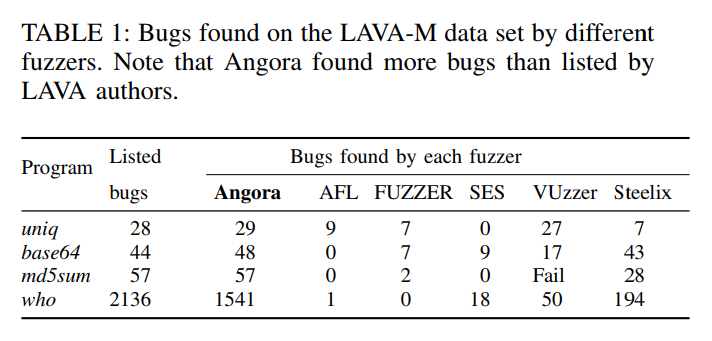 TABLE 1: Bugs found on the LAVA-M data set by different
fuzzers. Note that Angora found more bugs than listed by
LAVA authors.
Program Listed bugs Bugs found by each fuzzer
Angora AFL FUZZER SES VUzzer Steelix
uniq 28 29 9 7 0 27 7
base64 44 48 0 7 9 17 43
md5sum 57 57 0 2 0 Fail 28
who 2136 1541 1 0 18 50 194